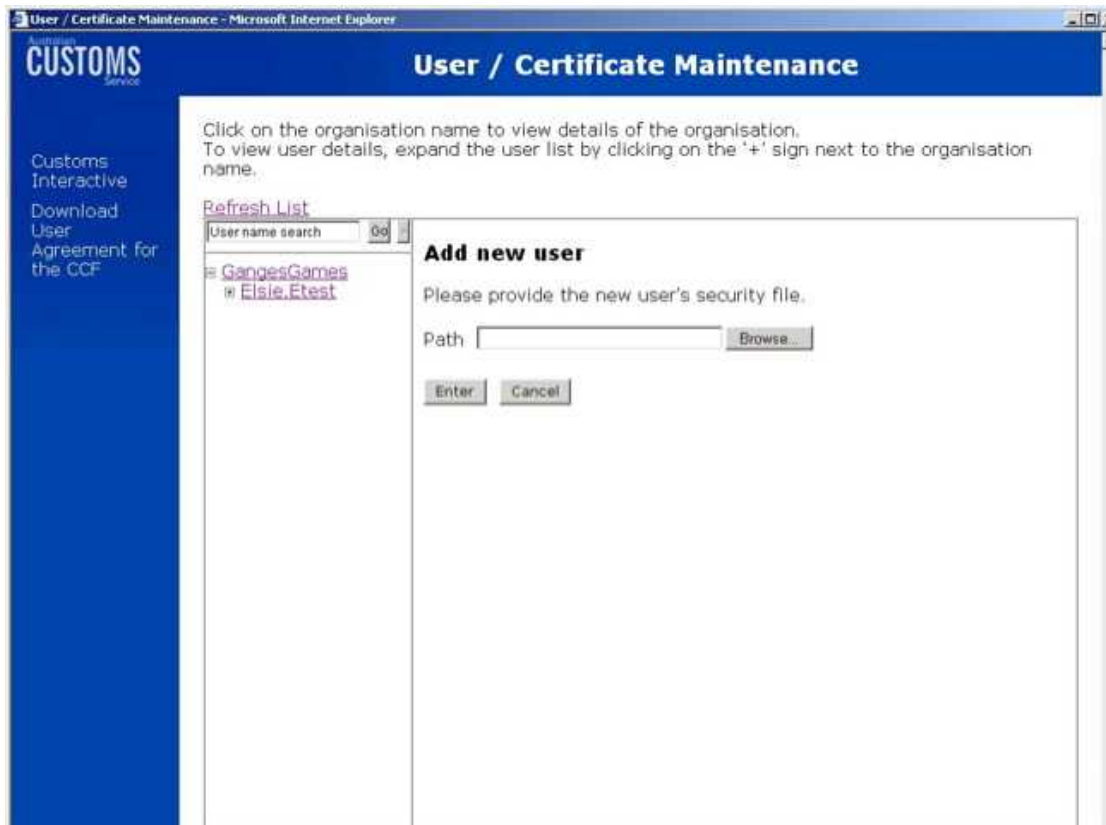 User / Certificate Maintenance - Microsoft Internet Explorer
Australian
CUSTOMS
Service
User / Certificate Maintenance
Customs
Interactive
Download
User
Agreement for
the CCF
Click on the organisation name to view details of the organisation.
To view user details, expand the user list by clicking on the '+' sign next to the organisation
name.
Refresh List
User name search Go
GangesGames
Elsie.Etest
Add new user
Please provide the new user's security file.
Path Browse...
Enter Cancel